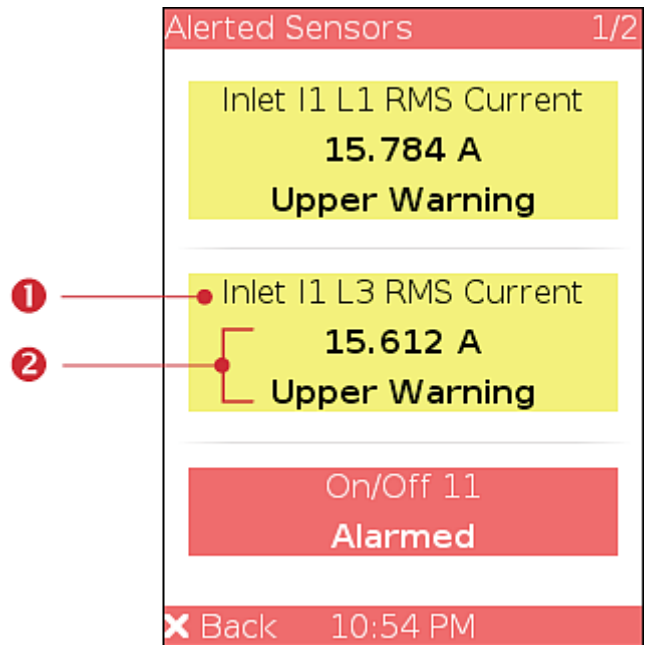 Alerted Sensors 1/2
Inlet I1 L1 RMS Current
15.784 A
Upper Warning
1 Inlet I1 L3 RMS Current
2 15.612 A
Upper Warning
On/Off 11
Alarmed
× Back 10:54 PM